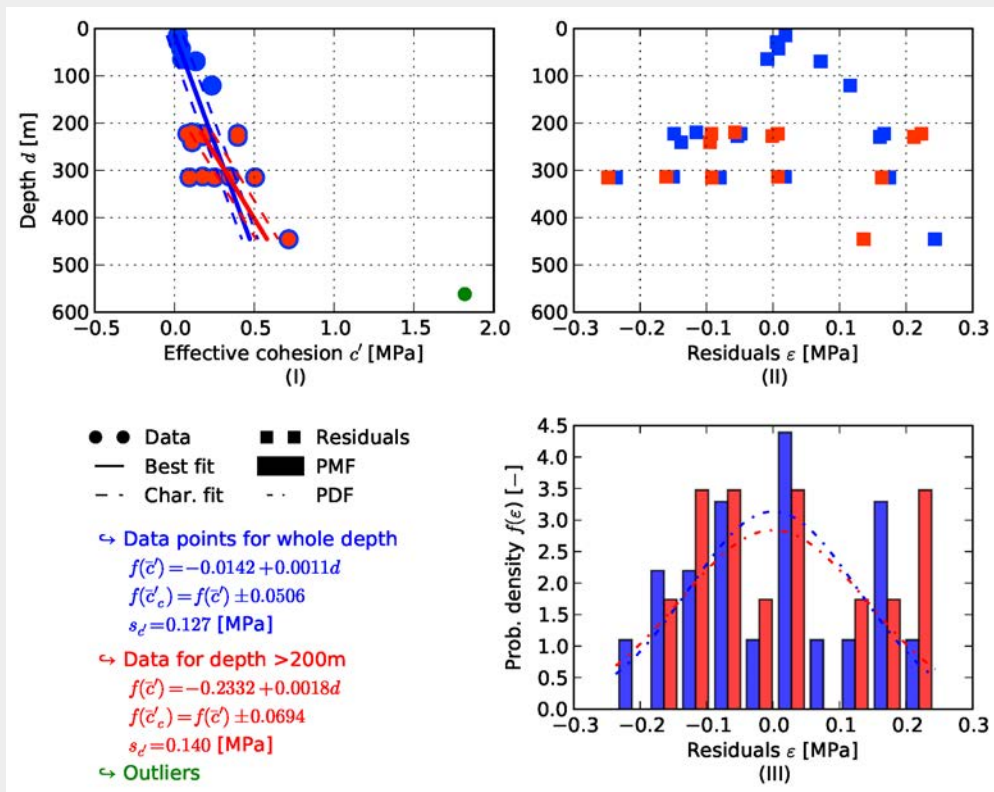 0
100
200
300
400
500
600
Depth d [m]
−0.5 0.0 0.5 1.0 1.5 2.0
Effective cohesion c′ [MPa]
(I)
0
100
200
300
400
500
600
−0.3 −0.2 −0.1 0.0 0.1 0.2 0.3
Residuals ε [MPa]
(II)
Data Residuals
Best fit PMF
Char. fit PDF
↪ Data points for whole depth
f(c̄′)=−0.0142+0.0011d
f(c̄′c)=f(c̄′)±0.0506
sc′=0.127 [MPa]
↪ Data for depth >200m
f(c̄′)=−0.2332+0.0018d
f(c̄′c)=f(c̄′)±0.0694
sc′=0.140 [MPa]
↪ Outliers
4.5
4.0
3.5
3.0
2.5
2.0
1.5
1.0
0.5
0.0
Prob. density f(ε) [−]
−0.3 −0.2 −0.1 0.0 0.1 0.2 0.3
Residuals ε [MPa]
(III)